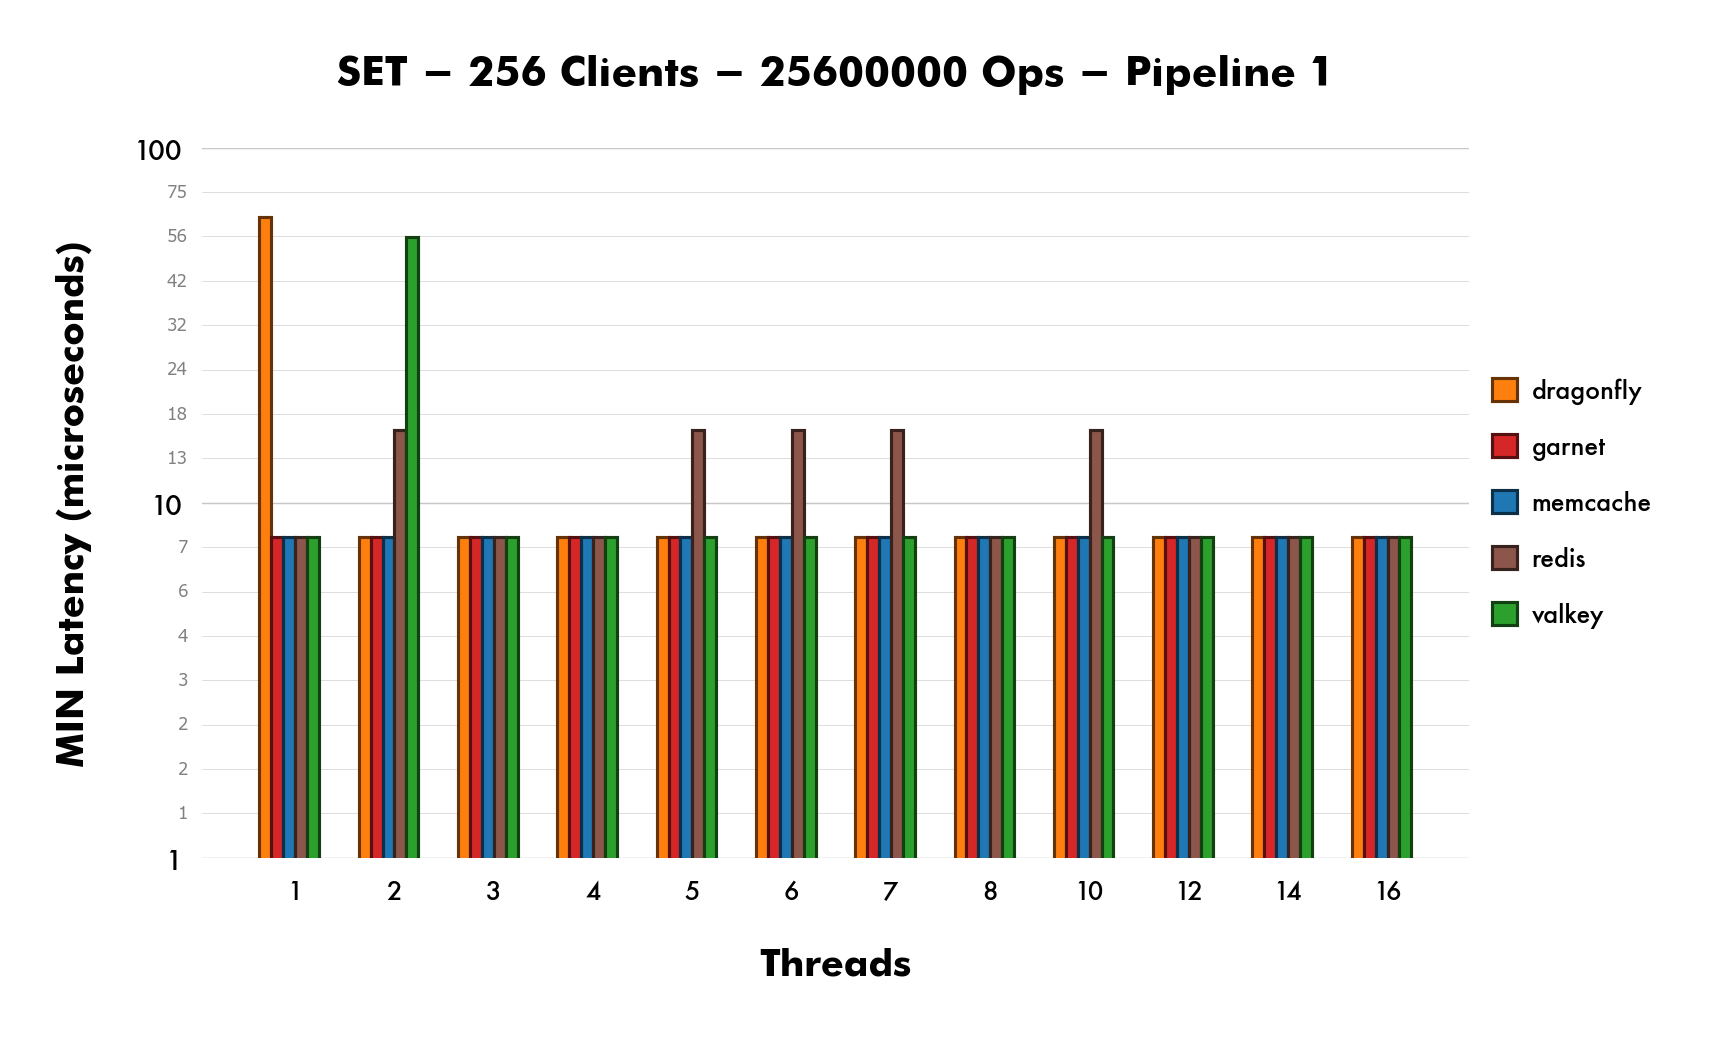 SET – 256 Clients – 25600000 Ops – Pipeline 1
MIN Latency (microseconds)
100
75
56
42
32
24
18
13
10
7
6
4
3
2
2
1
1
1 2 3 4 5 6 7 8 10 12 14 16
Threads
dragonfly
garnet
memcache
redis
valkey